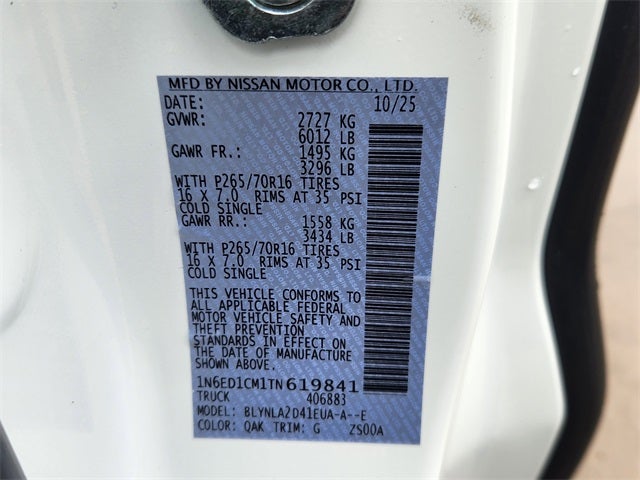 MFD BY NISSAN MOTOR CO., LTD.
DATE: 10/25
GVWR: 2727 KG
6012 LB
GAWR FR.: 1495 KG
3296 LB
WITH P265/70R16 TIRES
16 X 7.0 RIMS AT 35 PSI
COLD SINGLE
GAWR RR.: 1558 KG
3434 LB
WITH P265/70R16 TIRES
16 X 7.0 RIMS AT 35 PSI
COLD SINGLE
THIS VEHICLE CONFORMS TO
ALL APPLICABLE FEDERAL
MOTOR VEHICLE SAFETY AND
THEFT PREVENTION
STANDARDS IN EFFECT ON
THE DATE OF MANUFACTURE
SHOWN ABOVE.
1N6ED1CM1TN619841
TRUCK 406883
MODEL: BLYNLA2D41EUA-A--E
COLOR: QAK TRIM: G ZS00A